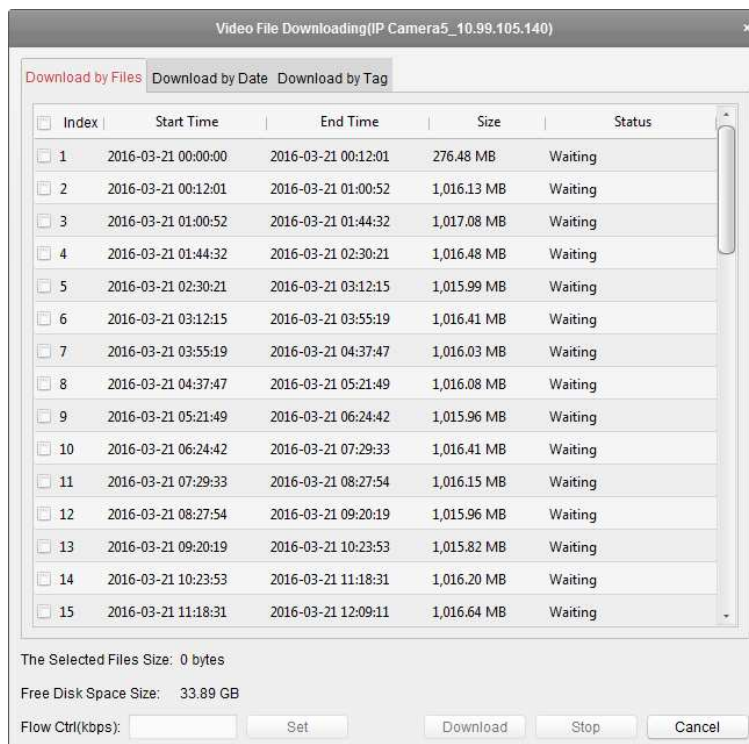 Video File Downloading(IP Camera5_10.99.105.140)
Download by Files Download by Date Download by Tag
Index Start Time End Time Size Status
1 2016-03-21 00:00:00 2016-03-21 00:12:01 276.48 MB Waiting
2 2016-03-21 00:12:01 2016-03-21 01:00:52 1,016.13 MB Waiting
3 2016-03-21 01:00:52 2016-03-21 01:44:32 1,017.08 MB Waiting
4 2016-03-21 01:44:32 2016-03-21 02:30:21 1,016.48 MB Waiting
5 2016-03-21 02:30:21 2016-03-21 03:12:15 1,015.99 MB Waiting
6 2016-03-21 03:12:15 2016-03-21 03:55:19 1,016.41 MB Waiting
7 2016-03-21 03:55:19 2016-03-21 04:37:47 1,016.03 MB Waiting
8 2016-03-21 04:37:47 2016-03-21 05:21:49 1,016.08 MB Waiting
9 2016-03-21 05:21:49 2016-03-21 06:24:42 1,015.96 MB Waiting
10 2016-03-21 06:24:42 2016-03-21 07:29:33 1,016.41 MB Waiting
11 2016-03-21 07:29:33 2016-03-21 08:27:54 1,016.15 MB Waiting
12 2016-03-21 08:27:54 2016-03-21 09:20:19 1,015.96 MB Waiting
13 2016-03-21 09:20:19 2016-03-21 10:23:53 1,015.82 MB Waiting
14 2016-03-21 10:23:53 2016-03-21 11:18:31 1,016.20 MB Waiting
15 2016-03-21 11:18:31 2016-03-21 12:09:11 1,016.64 MB Waiting
The Selected Files Size: 0 bytes
Free Disk Space Size: 33.89 GB
Flow Ctrl(kbps): Set Download Stop Cancel